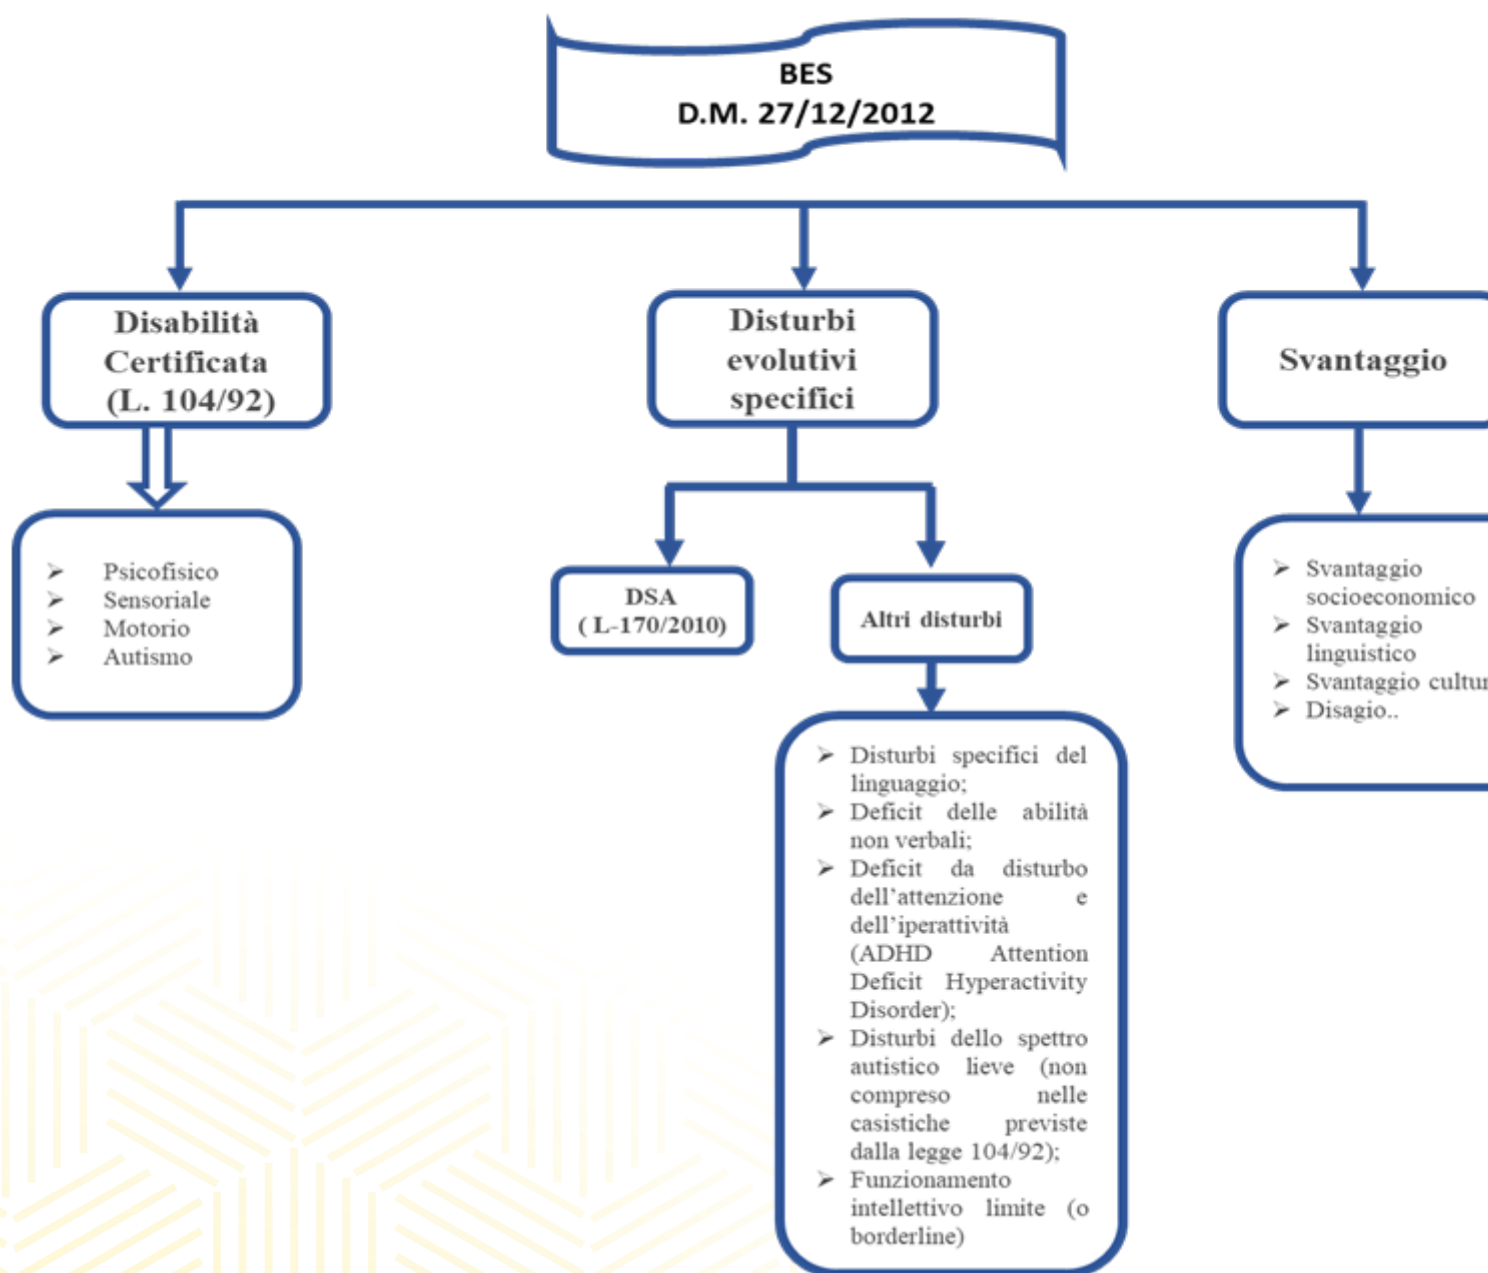 BES
D.M. 27/12/2012
Disabilità
Certificata
(L. 104/92)
Disturbi
evolutivi
specifici
Svantaggio
➢ Psicofisico
➢ Sensoriale
➢ Motorio
➢ Autismo
DSA
( L-170/2010)
Altri disturbi
➢ Svantaggio
socioeconomico
➢ Svantaggio
linguistico
➢ Svantaggio
➢ Disagio..
➢ Disturbi specifici del
linguaggio;
➢ Deficit delle abilità
non verbali;
➢ Deficit da disturbo
dell’attenzione e
dell’iperattività
(ADHD Attention
Deficit Hyperactivity
Disorder);
➢ Disturbi dello spettro
autistico lieve (non
compreso nelle
casistiche previste
dalla legge 104/92);
➢ Funzionamento
intellettivo limite (o
borderline)